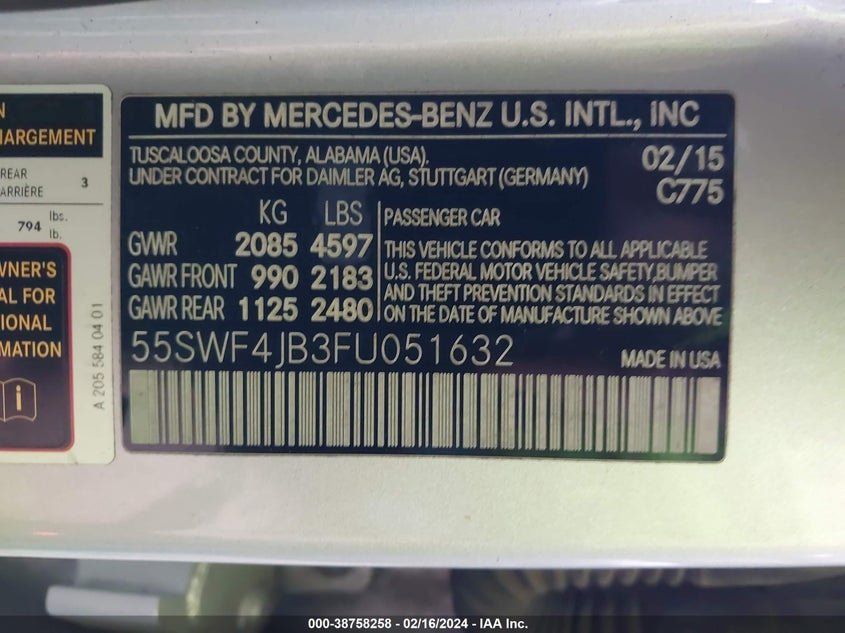 N
HARGEMENT
REAR
ARRIÈRE 3
794 lbs.
lb.
WNER'S
AL FOR
TIONAL
RMATION
i
A 205 584 04 01
MFD BY MERCEDES-BENZ U.S. INTL., INC
TUSCALOOSA COUNTY, ALABAMA (USA). 02/15
UNDER CONTRACT FOR DAIMLER AG, STUTTGART (GERMANY) C775
KG LBS PASSENGER CAR
GVWR 2085 4597
GAWR FRONT 990 2183
GAWR REAR 1125 2480
THIS VEHICLE CONFORMS TO ALL APPLICABLE
U.S. FEDERAL MOTOR VEHICLE SAFETY,BUMPER
AND THEFT PREVENTION STANDARDS IN EFFECT
ON THE DATE OF MANUFACTURE SHOWN ABOVE
55SWF4JB3FU051632 MADE IN USA
000-38758258 - 02/16/2024 - IAA Inc.